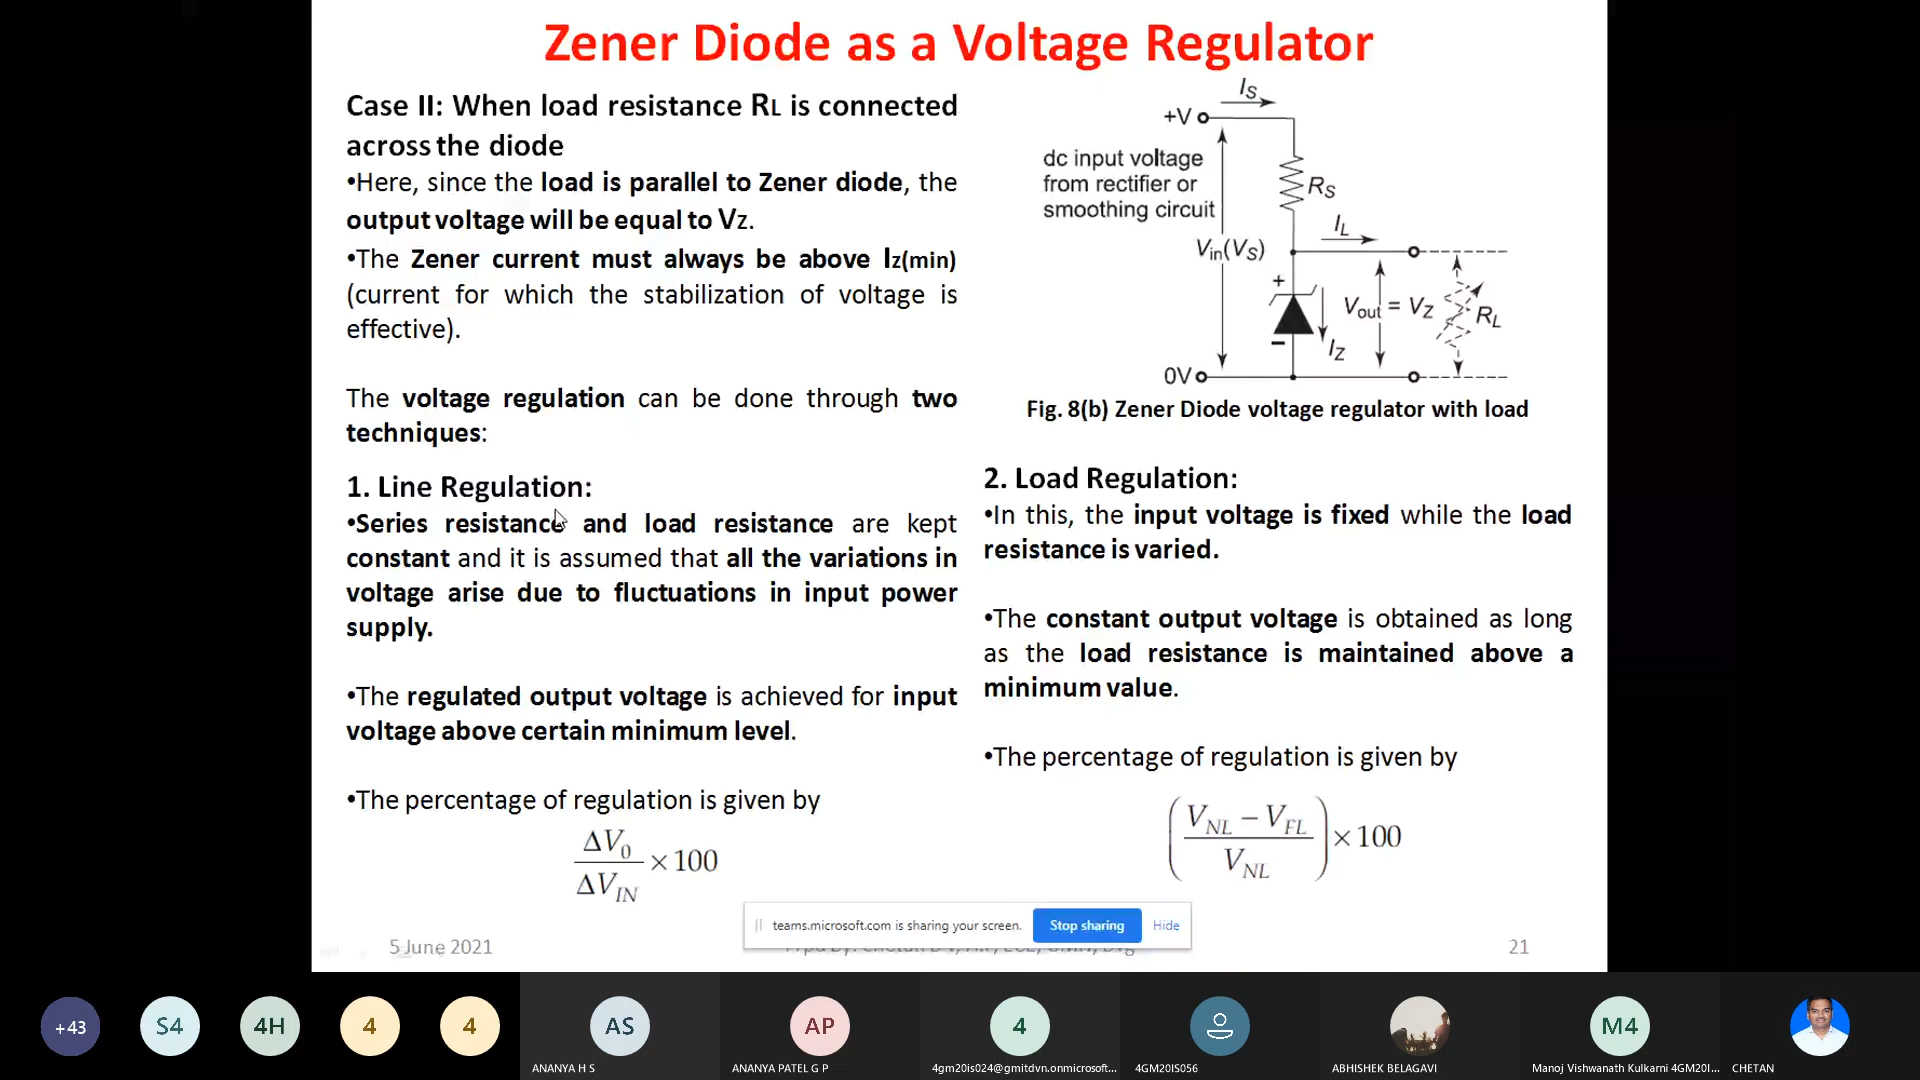 Zener Diode as a Voltage Regulator
Case II: When load resistance RL is connected
across the diode
•Here, since the load is parallel to Zener diode, the
output voltage will be equal to VZ.
•The Zener current must always be above IZ(min)
(current for which the stabilization of voltage is
effective).
The voltage regulation can be done through two
techniques:
1. Line Regulation:
•Series resistance and load resistance are kept
constant and it is assumed that all the variations in
voltage arise due to fluctuations in input power
supply.
•The regulated output voltage is achieved for input
voltage above certain minimum level.
•The percentage of regulation is given by
ΔV0
ΔVIN
×100
IS
+V
dc input voltage
from rectifier or
smoothing circuit
RS
IL
Vin(VS)
+
Vout = VZ
RL
−
IZ
0V
Fig. 8(b) Zener Diode voltage regulator with load
2. Load Regulation:
•In this, the input voltage is fixed while the load
resistance is varied.
•The constant output voltage is obtained as long
as the load resistance is maintained above a
minimum value.
•The percentage of regulation is given by
(VNL − VFL
VNL)
×100
teams.microsoft.com is sharing your screen. Stop sharing Hide
5 June 2021
21
+43 S4 4H 4 4 AS AP 4 M4
ANANYA H S
ANANYA PATEL G P
4gm20is024@gmitdvn.onmicrosoft...
4GM20IS056
ABHISHEK BELAGAVI
Manoj Vishwanath Kulkarni 4GM20I...
CHETAN